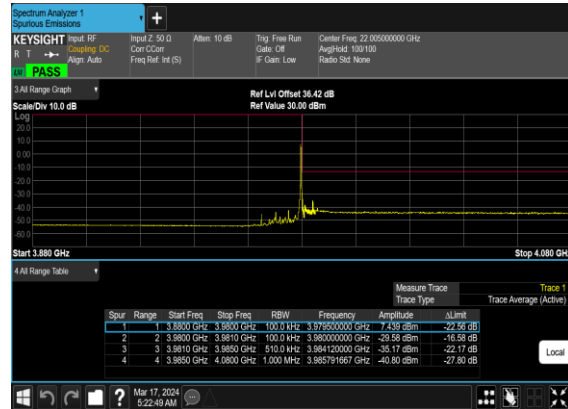 Spectrum Analyzer 1
Spurious Emissions
+
KEYSIGHT Input: RF Input Z: 50 Ω Atten: 10 dB Trig: Free Run Center Freq: 22.005000000 GHz
R T Coupling: DC Corr CCorr Gate: Off Avg|Hold: 100/100
Align: Auto Freq Ref: Int (S) IF Gain: Low Radio Std: None
LW PASS
3 All Range Graph
Ref Lvl Offset 36.42 dB
Scale/Div 10.0 dB Ref Value 30.00 dBm
Log
20.0
10.0
0.00
-10.0
-20.0
-30.0
-40.0
-50.0
-60.0
Start 3.880 GHz Stop 4.080 GHz
4 All Range Table
Measure Trace Trace 1
Trace Type Trace Average (Active)
Spur Range Start Freq Stop Freq RBW Frequency Amplitude ΔLimit
1 1 3.8800 GHz 3.9800 GHz 100.0 kHz 3.979500000 GHz 7.439 dBm -22.56 dB
2 2 3.9800 GHz 3.9810 GHz 100.0 kHz 3.980000000 GHz -29.58 dBm -16.58 dB
3 3 3.9810 GHz 3.9850 GHz 510.0 kHz 3.984120000 GHz -35.17 dBm -22.17 dB
4 4 3.9850 GHz 4.0800 GHz 1.000 MHz 3.985791667 GHz -40.80 dBm -27.80 dB
Local
? Mar 17, 2024
5:22:49 AM